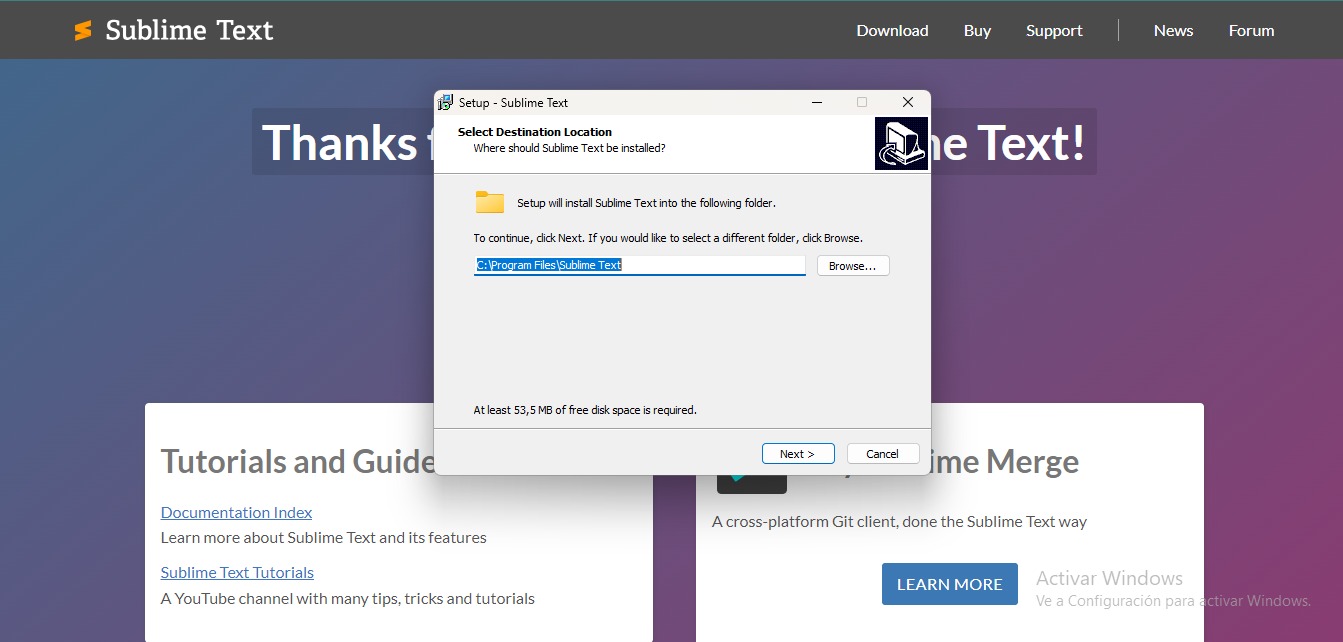 Sublime Text
Download Buy Support News Forum
Setup - Sublime Text
Select Destination Location
Where should Sublime Text be installed?
Thanks me Text!
Setup will install Sublime Text into the following folder.
To continue, click Next. If you would like to select a different folder, click Browse.
C:\Program Files\Sublime Text
Browse...
At least 53,5 MB of free disk space is required.
Next >
Cancel
Tutorials and Guide
Documentation Index
Learn more about Sublime Text and its features
Sublime Text Tutorials
A YouTube channel with many tips, tricks and tutorials
ime Merge
A cross-platform Git client, done the Sublime Text way
LEARN MORE
Activar Windows
Ve a Configuración para activar Windows.